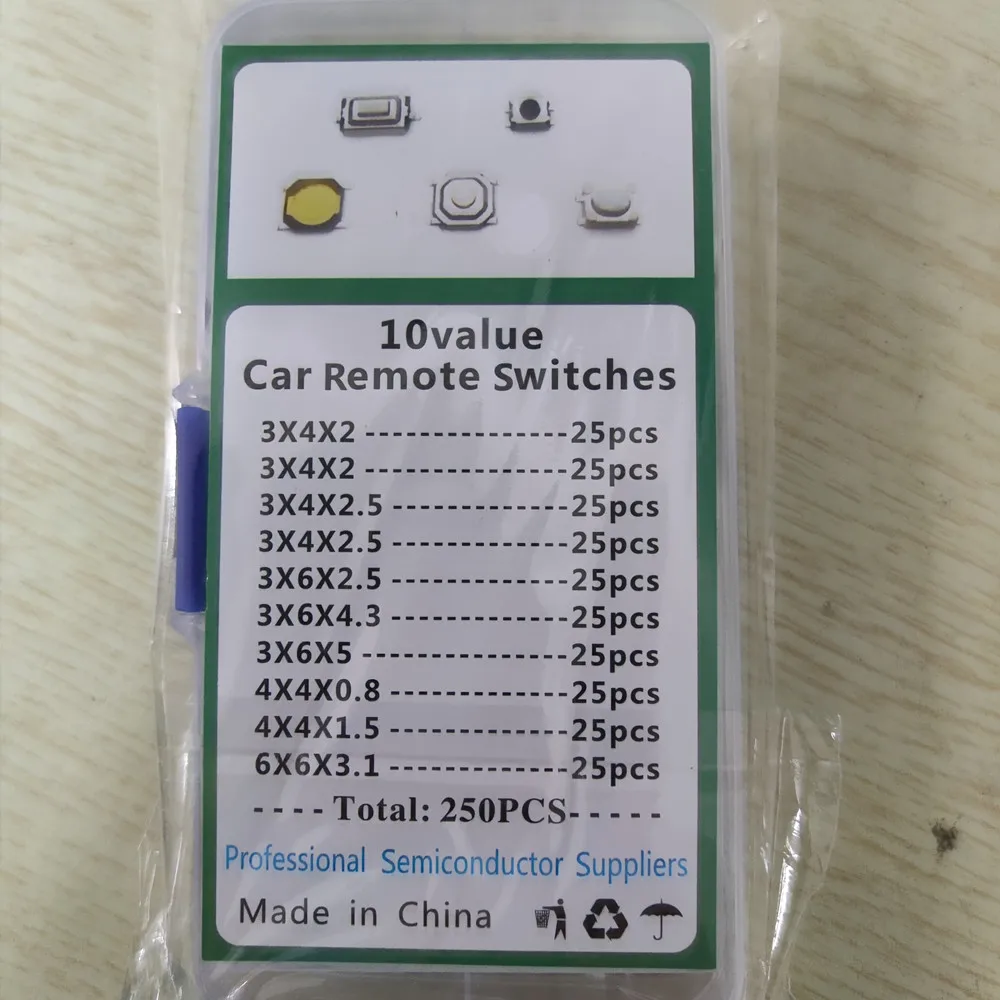 10value
Car Remote Switches
3X4X2 --------------- 25pcs
3X4X2 --------------- 25pcs
3X4X2.5 ------------- 25pcs
3X4X2.5 ------------- 25pcs
3X6X2.5 ------------- 25pcs
3X6X4.3 ------------- 25pcs
3X6X5 --------------- 25pcs
4X4X0.8 ------------- 25pcs
4X4X1.5 ------------- 25pcs
6X6X3.1 ------------- 25pcs
---- Total: 250PCS -----
Professional Semiconductor Suppliers
Made in China